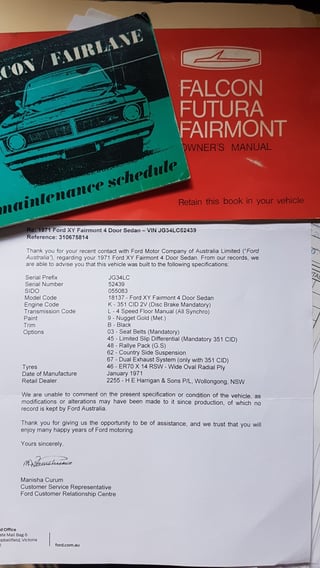 CON / FAIRLANE
maintenance schedule
FALCON
FUTURA
FAIRMONT
OWNER'S MANUAL
Retain this book in your vehicle
Re: 1971 Ford XY Fairmont 4 Door Sedan – VIN JG34LC52439
Reference: 310675814
Thank you for your recent contact with Ford Motor Company of Australia Limited ("Ford
Australia"), regarding your 1971 Ford XY Fairmont 4 Door Sedan. From our records, we
are able to advise you that this vehicle was built to the following specifications:
Serial Prefix JG34LC
Serial Number 52439
SIDO 055083
Model Code 18137 - Ford XY Fairmont 4 Door Sedan
Engine Code K - 351 CID 2V (Disc Brake Mandatory)
Transmission Code L - 4 Speed Floor Manual (All Synchro)
Paint 9 - Nugget Gold (Met.)
Trim B - Black
Options 03 - Seat Belts (Mandatory)
45 - Limited Slip Differential (Mandatory 351 CID)
48 - Rallye Pack (G.S)
62 - Country Side Suspension
67 - Dual Exhaust System (only with 351 CID)
Tyres 46 - ER70 X 14 RSW - Wide Oval Radial Ply
Date of Manufacture January 1971
Retail Dealer 2255 - H E Harrigan & Sons P/L, Wollongong, NSW
We are unable to comment on the present specification or condition of the vehicle, as
modifications or alterations may have been made to it since production, of which no
record is kept by Ford Australia.
Thank you for giving us the opportunity to be of assistance, and we trust that you will
enjoy many happy years of Ford motoring.
Yours sincerely,
Manisha Curum
Customer Service Representative
Ford Customer Relationship Centre
d Office
ate Mail Bag 6
pbellfield, Victoria
ford.com.au